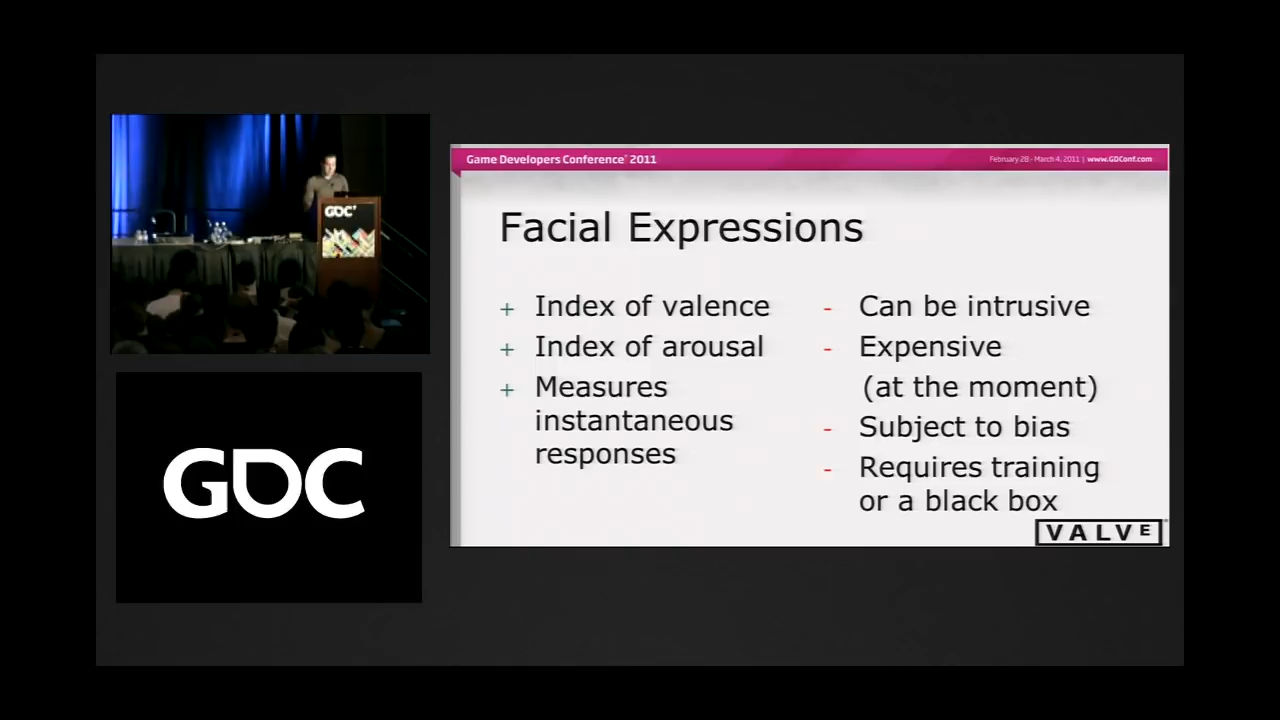 GDC
GDC
Game Developers Conference® 2011
February 28 - March 4, 2011 | www.GDConf.com
Facial Expressions
+ Index of valence
+ Index of arousal
+ Measures
instantaneous
responses
- Can be intrusive
- Expensive
(at the moment)
- Subject to bias
- Requires training
or a black box
VALVE